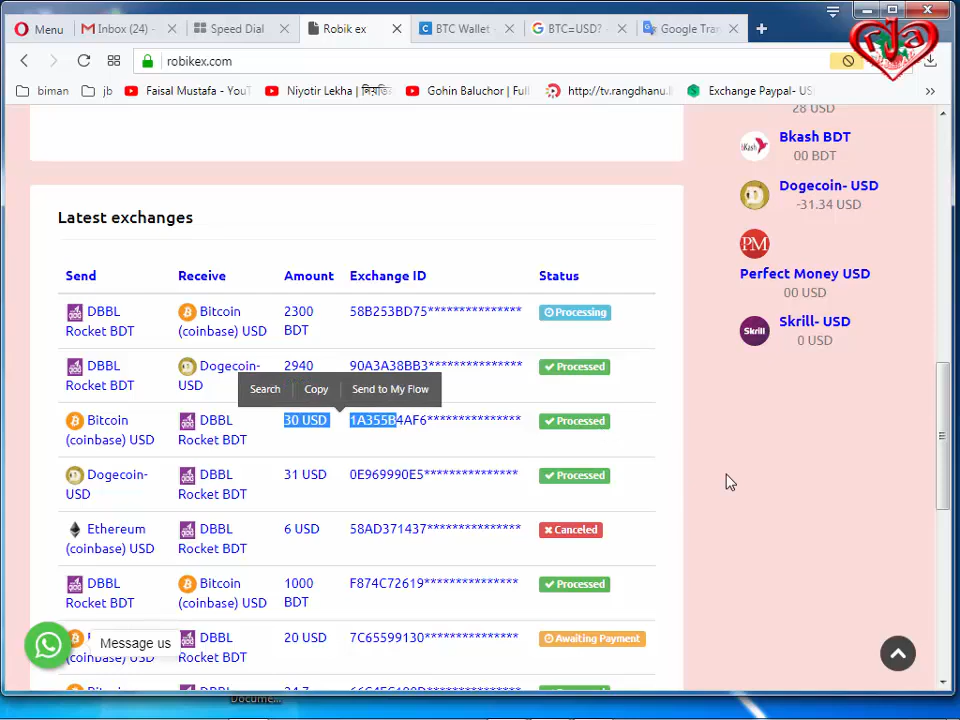 Menu
Inbox (24) -
Speed Dial
Robik ex
BTC Wallet -
BTC=USD? -
Google Tran
robikex.com
biman
jb
Faisal Mustafa - YouT
Niyotir Lekha |
Gohin Baluchor | Full
http://tv.rangdhanu.l
Exchange Paypal- US
28 USD
Bkash BDT
00 BDT
Dogecoin- USD
-31.34 USD
PM
Perfect Money USD
00 USD
Skrill
Skrill- USD
0 USD
Latest exchanges
Send Receive Amount Exchange ID Status
DBBL Bitcoin 2300 58B253BD75*************** Processing
Rocket BDT (coinbase) USD BDT
DBBL Dogecoin- 2940 90A3A38BB3*************** Processed
Rocket BDT USD
Search Copy Send to My Flow
Bitcoin DBBL 30 USD 1A355B4AF6*************** Processed
(coinbase) USD Rocket BDT
Dogecoin- DBBL 31 USD 0E969990E5*************** Processed
USD Rocket BDT
Ethereum DBBL 6 USD 58AD371437*************** Canceled
(coinbase) USD Rocket BDT
DBBL Bitcoin 1000 F874C72619*************** Processed
Rocket BDT (coinbase) USD BDT
DBBL 20 USD 7C65599130*************** Awaiting Payment
Message us
(coinbase) USD Rocket BDT
Docume...